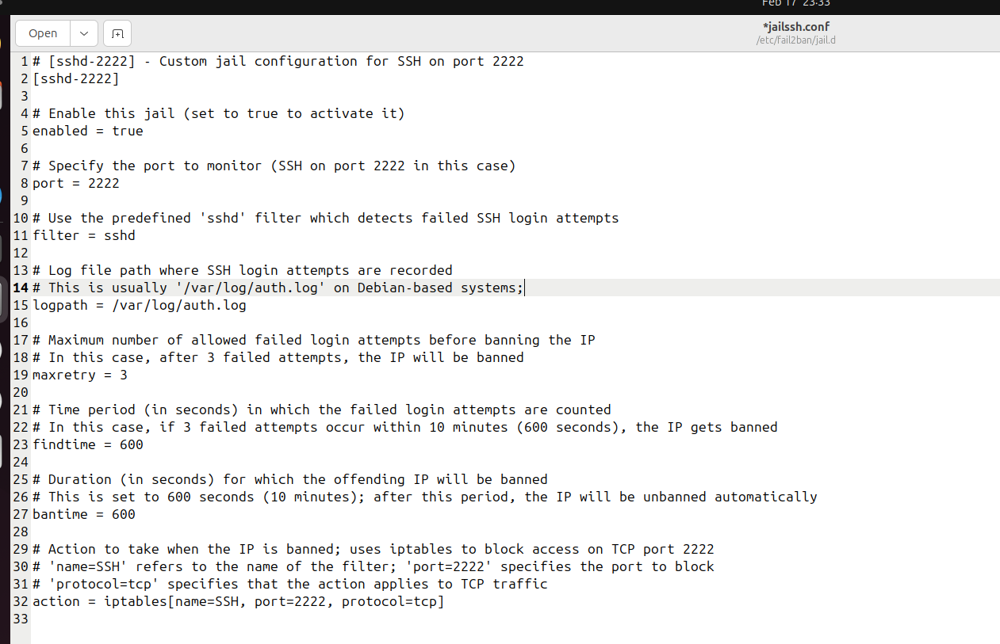 Feb 17 23:33
Open
*jailssh.conf
/etc/fail2ban/jail.d
1 # [sshd-2222] - Custom jail configuration for SSH on port 2222
2 [sshd-2222]
3
4 # Enable this jail (set to true to activate it)
5 enabled = true
6
7 # Specify the port to monitor (SSH on port 2222 in this case)
8 port = 2222
9
10 # Use the predefined 'sshd' filter which detects failed SSH login attempts
11 filter = sshd
12
13 # Log file path where SSH login attempts are recorded
14 # This is usually '/var/log/auth.log' on Debian-based systems;
15 logpath = /var/log/auth.log
16
17 # Maximum number of allowed failed login attempts before banning the IP
18 # In this case, after 3 failed attempts, the IP will be banned
19 maxretry = 3
20
21 # Time period (in seconds) in which the failed login attempts are counted
22 # In this case, if 3 failed attempts occur within 10 minutes (600 seconds), the IP gets banned
23 findtime = 600
24
25 # Duration (in seconds) for which the offending IP will be banned
26 # This is set to 600 seconds (10 minutes); after this period, the IP will be unbanned automatically
27 bantime = 600
28
29 # Action to take when the IP is banned; uses iptables to block access on TCP port 2222
30 # 'name=SSH' refers to the name of the filter; 'port=2222' specifies the port to block
31 # 'protocol=tcp' specifies that the action applies to TCP traffic
32 action = iptables[name=SSH, port=2222, protocol=tcp]
33